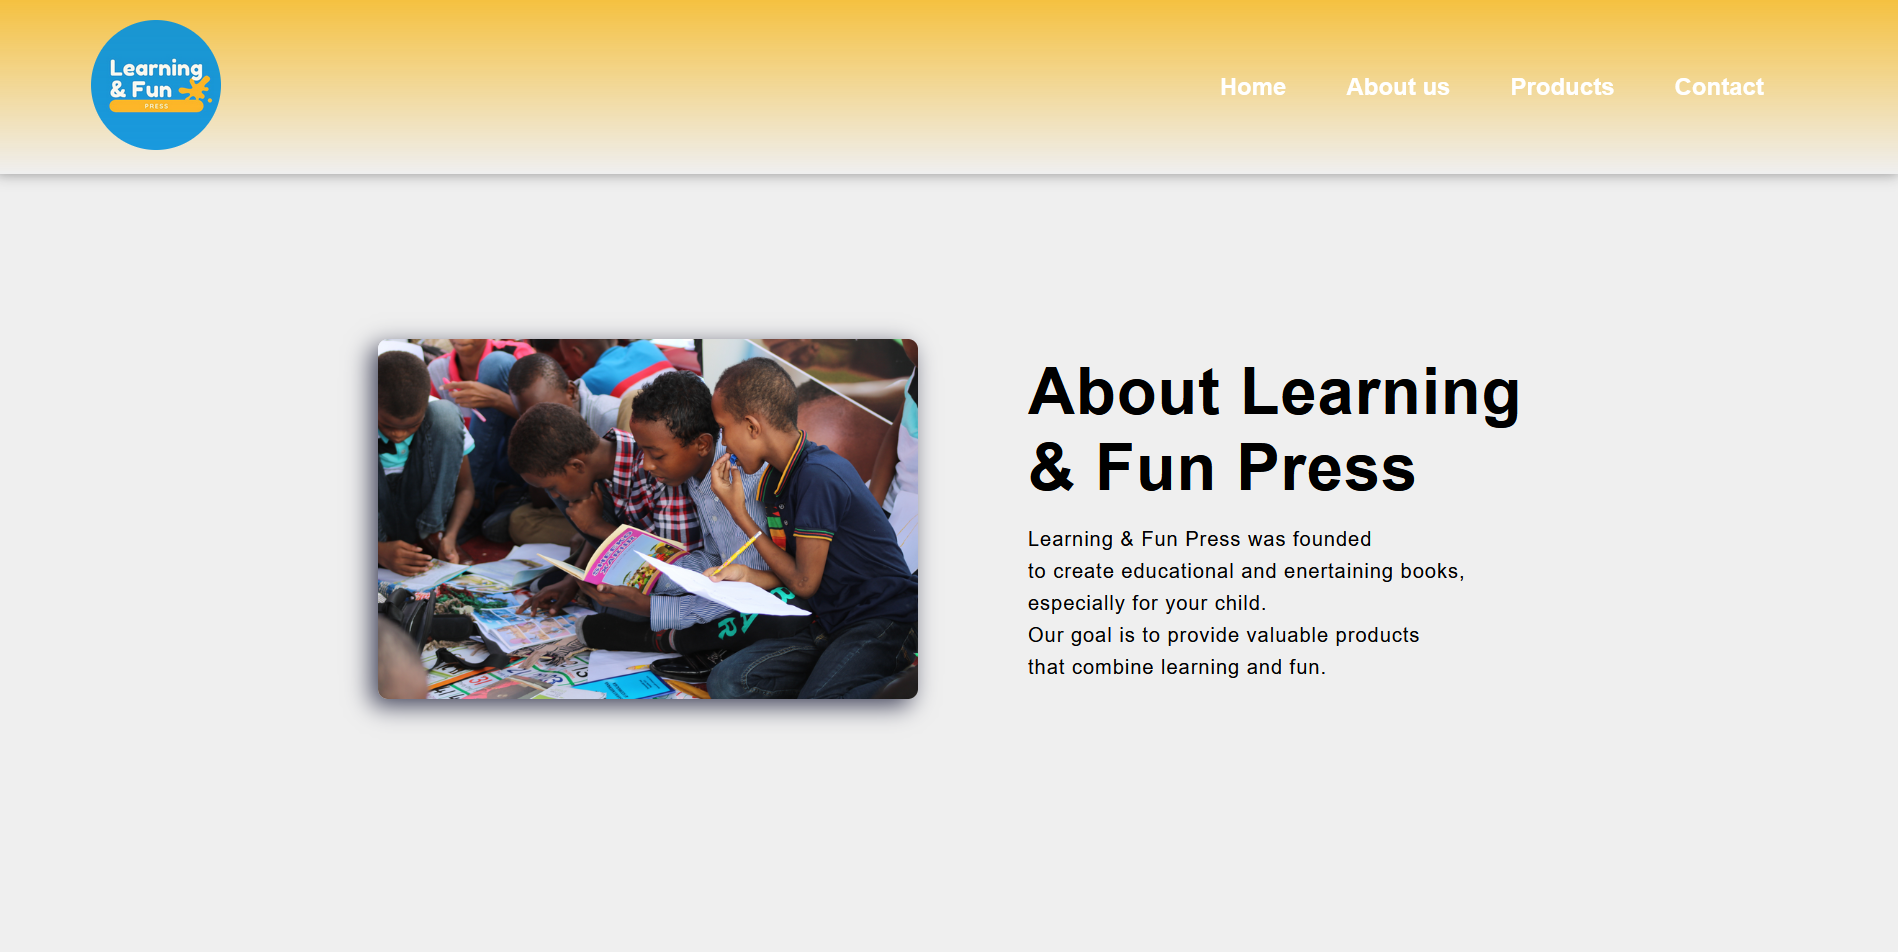 Learning
& Fun
PRESS
Home
About us
Products
Contact
About Learning
& Fun Press
Learning & Fun Press was founded
to create educational and enertaining books,
especially for your child.
Our goal is to provide valuable products
that combine learning and fun.